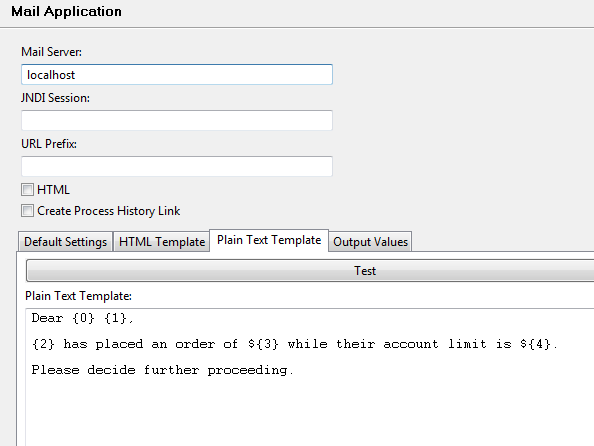 Mail Application
Mail Server:
localhost
JNDI Session:
URL Prefix:
HTML
Create Process History Link
Default Settings HTML Template Plain Text Template Output Values
Test
Plain Text Template:
Dear {0} {1},
{2} has placed an order of ${3} while their account limit is ${4}.
Please decide further proceeding.